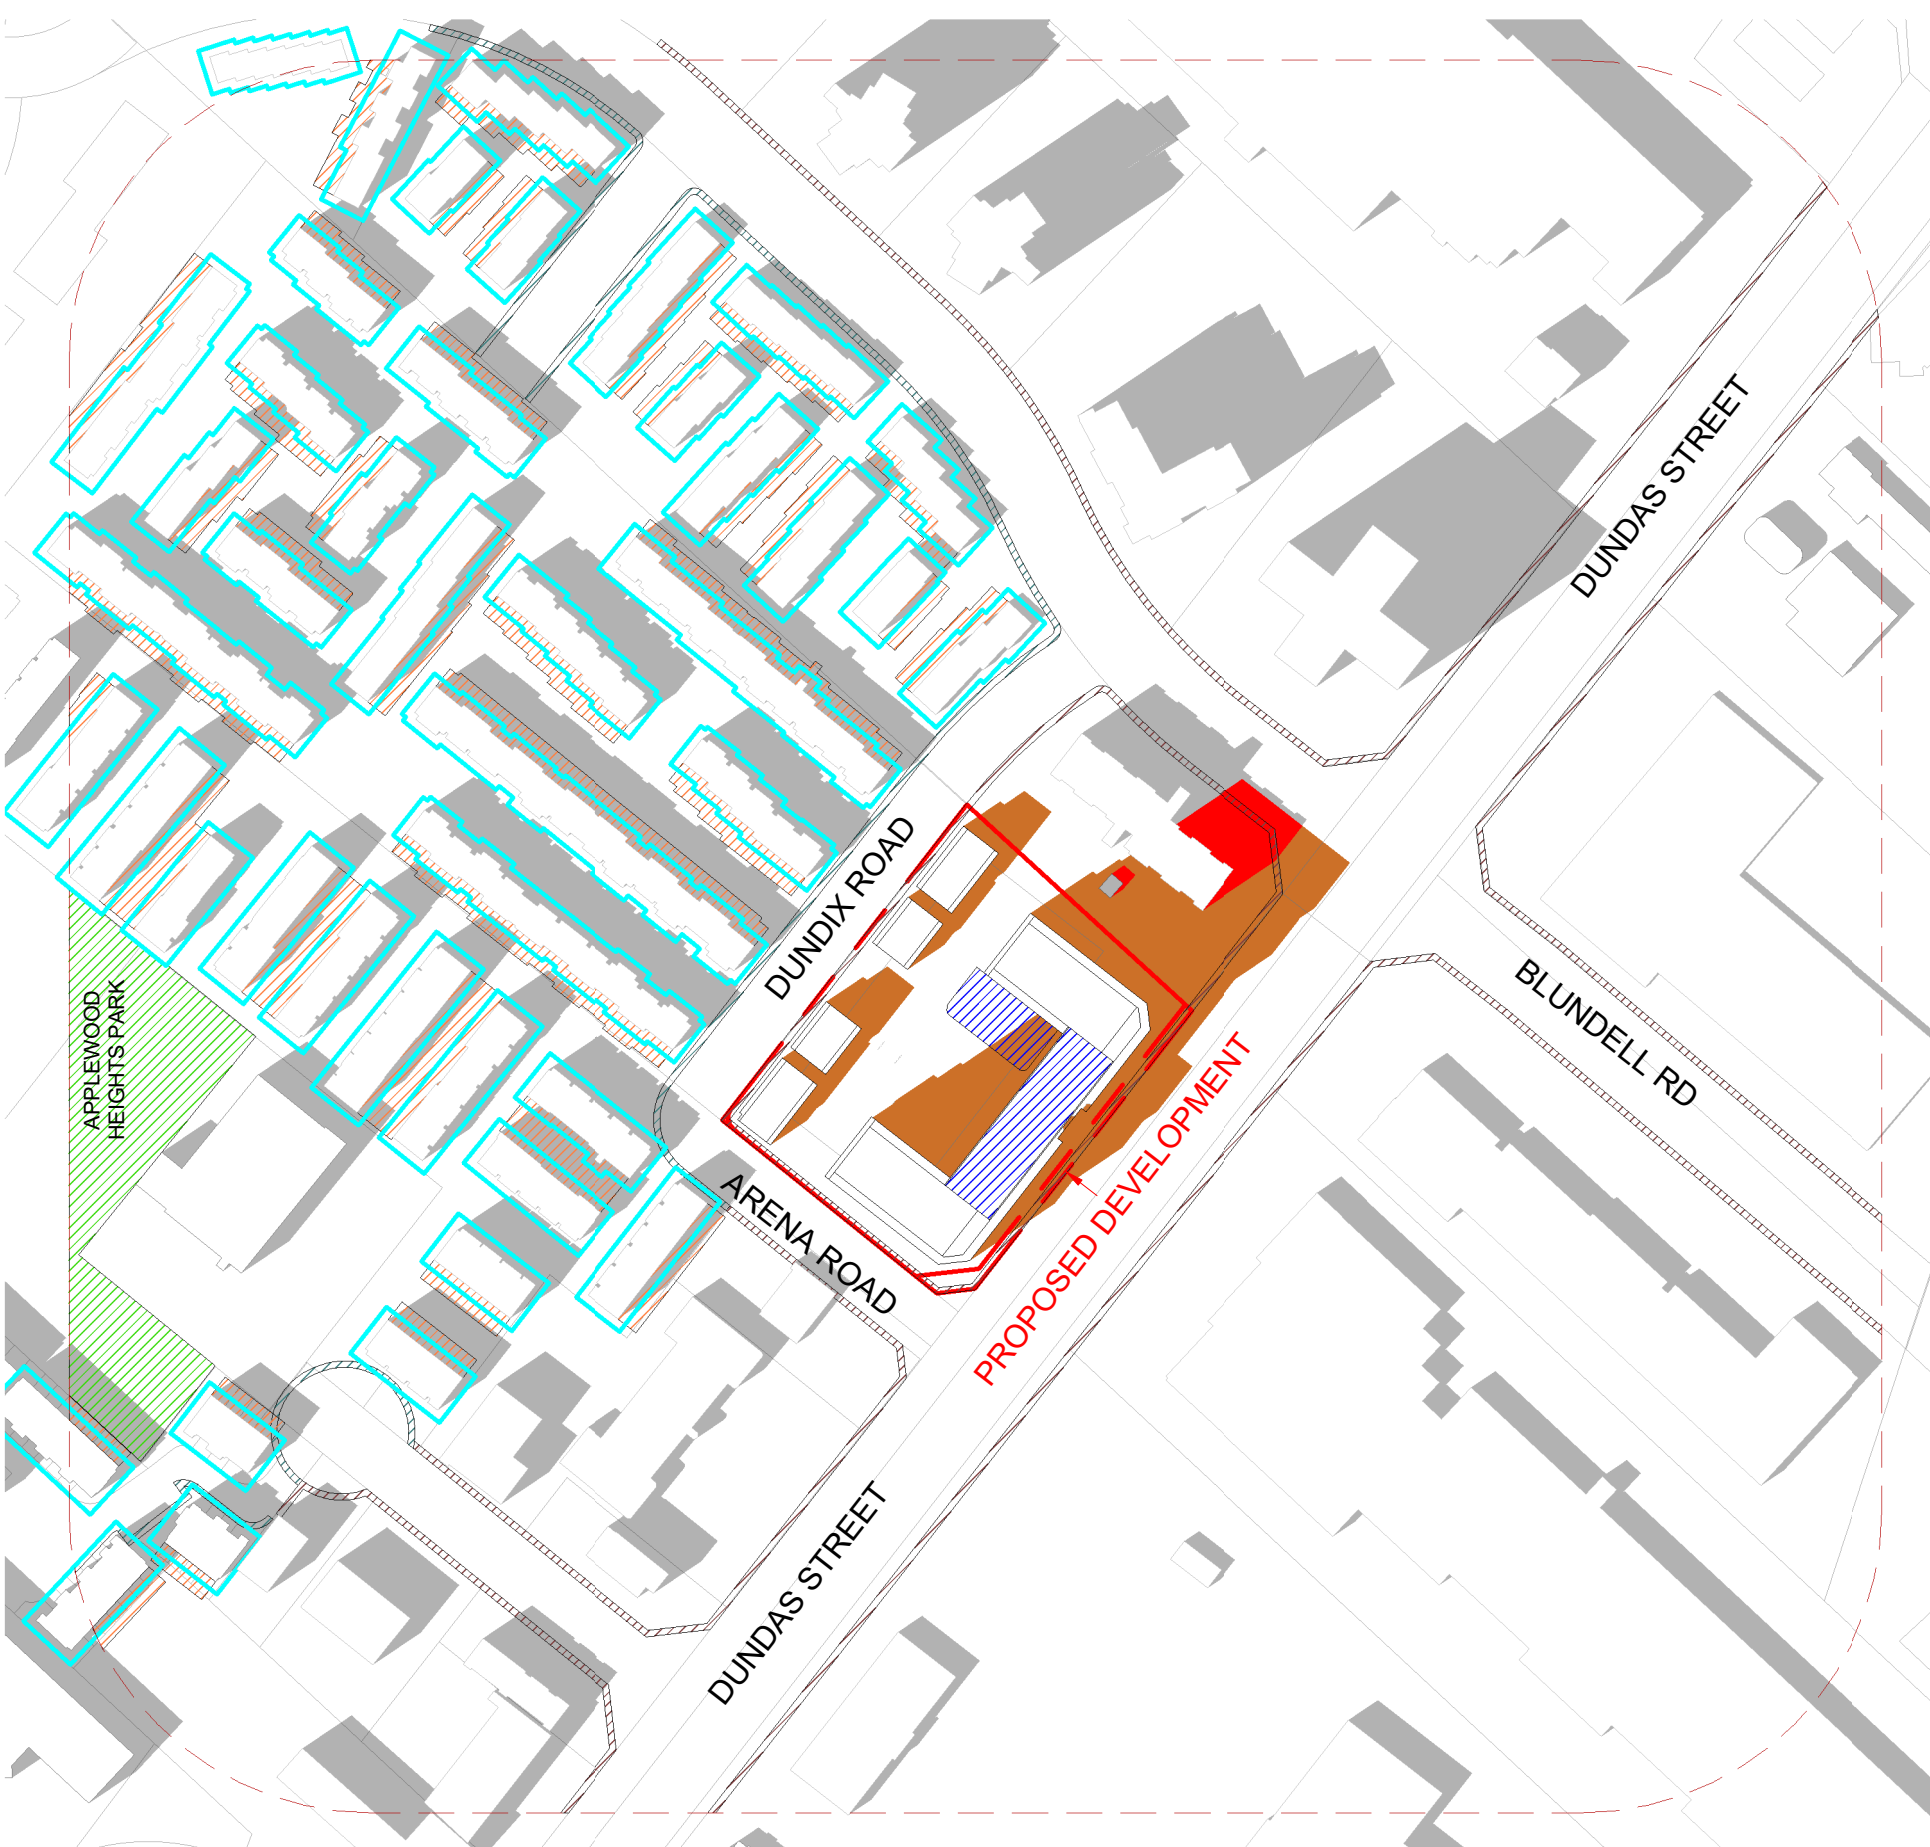 DUNDAS STREET
DUNDIX ROAD
APPLEWOOD
HEIGHTS PARK
BLUNDELL RD
PROPOSED DEVELOPMENT
ARENA ROAD
DUNDAS STREET